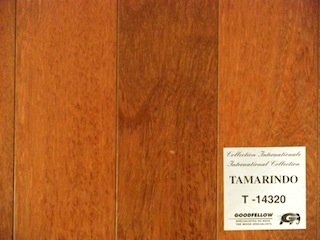 Collection Internationale
International Collection
TAMARINDO
T -14320
GOODFELLOW